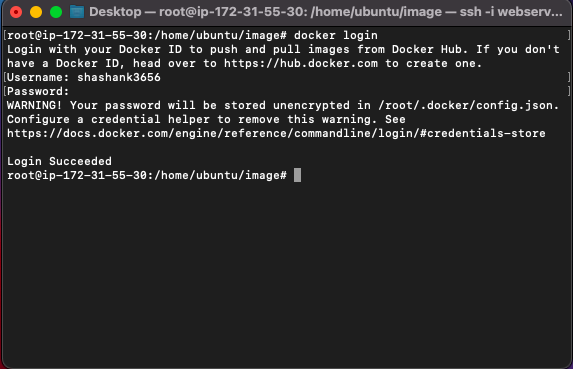 Desktop — root@ip-172-31-55-30: /home/ubuntu/image — ssh -i webserv...
[root@ip-172-31-55-30:/home/ubuntu/image# docker login ]
Login with your Docker ID to push and pull images from Docker Hub. If you don't
have a Docker ID, head over to https://hub.docker.com to create one.
[Username: shashank3656 ]
[Password: ]
WARNING! Your password will be stored unencrypted in /root/.docker/config.json.
Configure a credential helper to remove this warning. See
https://docs.docker.com/engine/reference/commandline/login/#credentials-store
Login Succeeded
root@ip-172-31-55-30:/home/ubuntu/image#